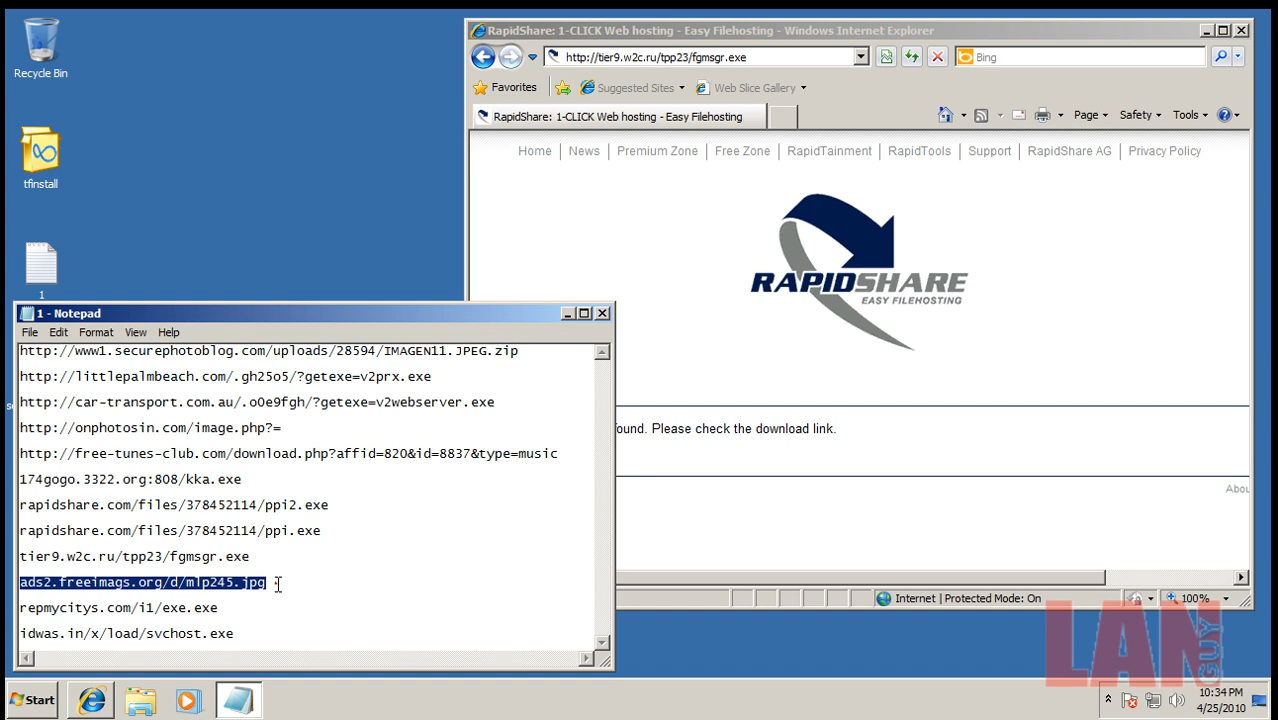 Recycle Bin
tfinstall
1
RapidShare: 1-CLICK Web hosting - Easy Filehosting - Windows Internet Explorer
http://tier9.w2c.ru/tpp23/fgmsgr.exe
Bing
Favorites
Suggested Sites
Web Slice Gallery
RapidShare: 1-CLICK Web hosting - Easy Filehosting
Page
Safety
Tools
Home
News
Premium Zone
Free Zone
RapidTainment
RapidTools
Support
RapidShare AG
Privacy Policy
RAPIDSHARE
EASY FILEHOSTING
ound. Please check the download link.
Abou
Internet | Protected Mode: On
100%
1 - Notepad
File Edit Format View Help
http://www1.securephotoblog.com/uploads/28594/IMAGEN11.JPEG.zip
http://littlepalmbeach.com/.gh25o5/?getexe=v2prx.exe
http://car-transport.com.au/.o0e9fgh/?getexe=v2webserver.exe
http://onphotosin.com/image.php?=
http://free-tunes-club.com/download.php?affid=820&id=8837&type=music
174gogo.3322.org:808/kka.exe
rapidshare.com/files/378452114/ppi2.exe
rapidshare.com/files/378452114/ppi.exe
tier9.w2c.ru/tpp23/fgmsgr.exe
ads2.freeimags.org/d/mlp245.jpg
repmycitys.com/i1/exe.exe
idwas.in/x/load/svchost.exe
LAN
GUY
Start
10:34 PM
4/25/2010